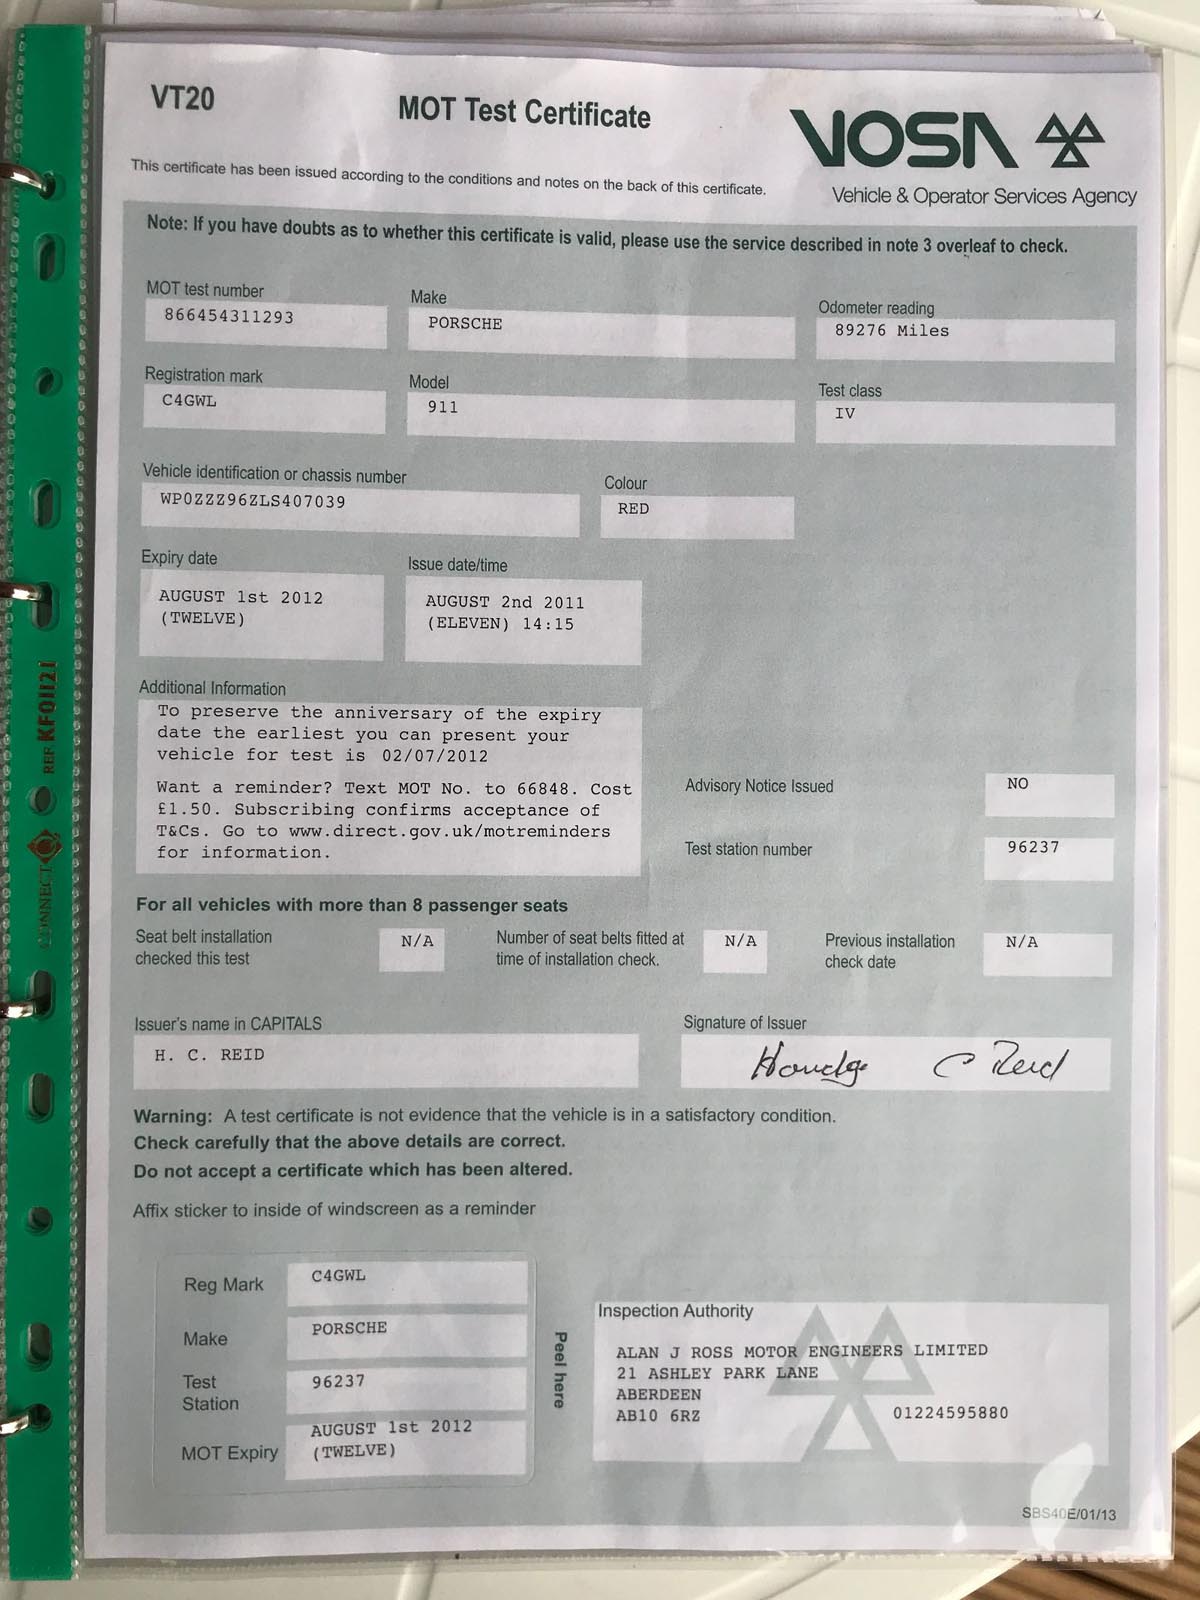 VT20
MOT Test Certificate
VOSA
Vehicle & Operator Services Agency
This certificate has been issued according to the conditions and notes on the back of this certificate.
Note: If you have doubts as to whether this certificate is valid, please use the service described in note 3 overleaf to check.
MOT test number
866454311293
Make
PORSCHE
Odometer reading
89276 Miles
Registration mark
C4GWL
Model
911
Test class
IV
Vehicle identification or chassis number
WP0ZZZ96ZLS407039
Colour
RED
Expiry date
AUGUST 1st 2012
(TWELVE)
Issue date/time
AUGUST 2nd 2011
(ELEVEN) 14:15
Additional Information
To preserve the anniversary of the expiry
date the earliest you can present your
vehicle for test is 02/07/2012
Want a reminder? Text MOT No. to 66848. Cost
£1.50. Subscribing confirms acceptance of
T&Cs. Go to www.direct.gov.uk/motreminders
for information.
Advisory Notice Issued
NO
Test station number
96237
For all vehicles with more than 8 passenger seats
Seat belt installation
checked this test
N/A
Number of seat belts fitted at
time of installation check.
N/A
Previous installation
check date
N/A
Issuer's name in CAPITALS
H. C. REID
Signature of Issuer
C Reid
Warning: A test certificate is not evidence that the vehicle is in a satisfactory condition.
Check carefully that the above details are correct.
Do not accept a certificate which has been altered.
Affix sticker to inside of windscreen as a reminder
Reg Mark
C4GWL
Make
PORSCHE
Test
Station
96237
MOT Expiry
AUGUST 1st 2012
(TWELVE)
Peel here
Inspection Authority
ALAN J ROSS MOTOR ENGINEERS LIMITED
21 ASHLEY PARK LANE
ABERDEEN
AB10 6RZ
01224595880
SBS40E/01/13
CONNECT
REF. KF01121